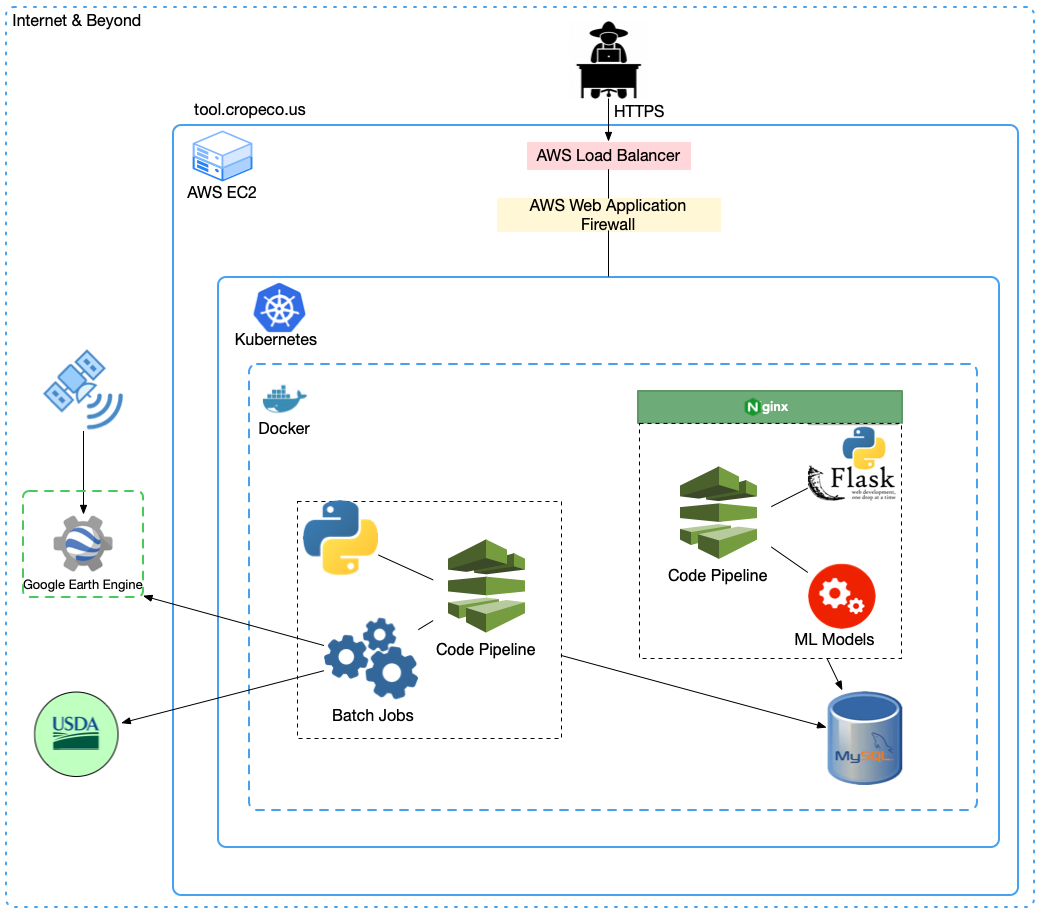 Internet & Beyond
tool.cropeco.us
HTTPS
AWS Load Balancer
AWS EC2
AWS Web Application
Firewall
Kubernetes
Docker
Nginx
Flask
web development,
one drop at a time
Code Pipeline
ML Models
Google Earth Engine
Code Pipeline
Batch Jobs
USDA
MySQL